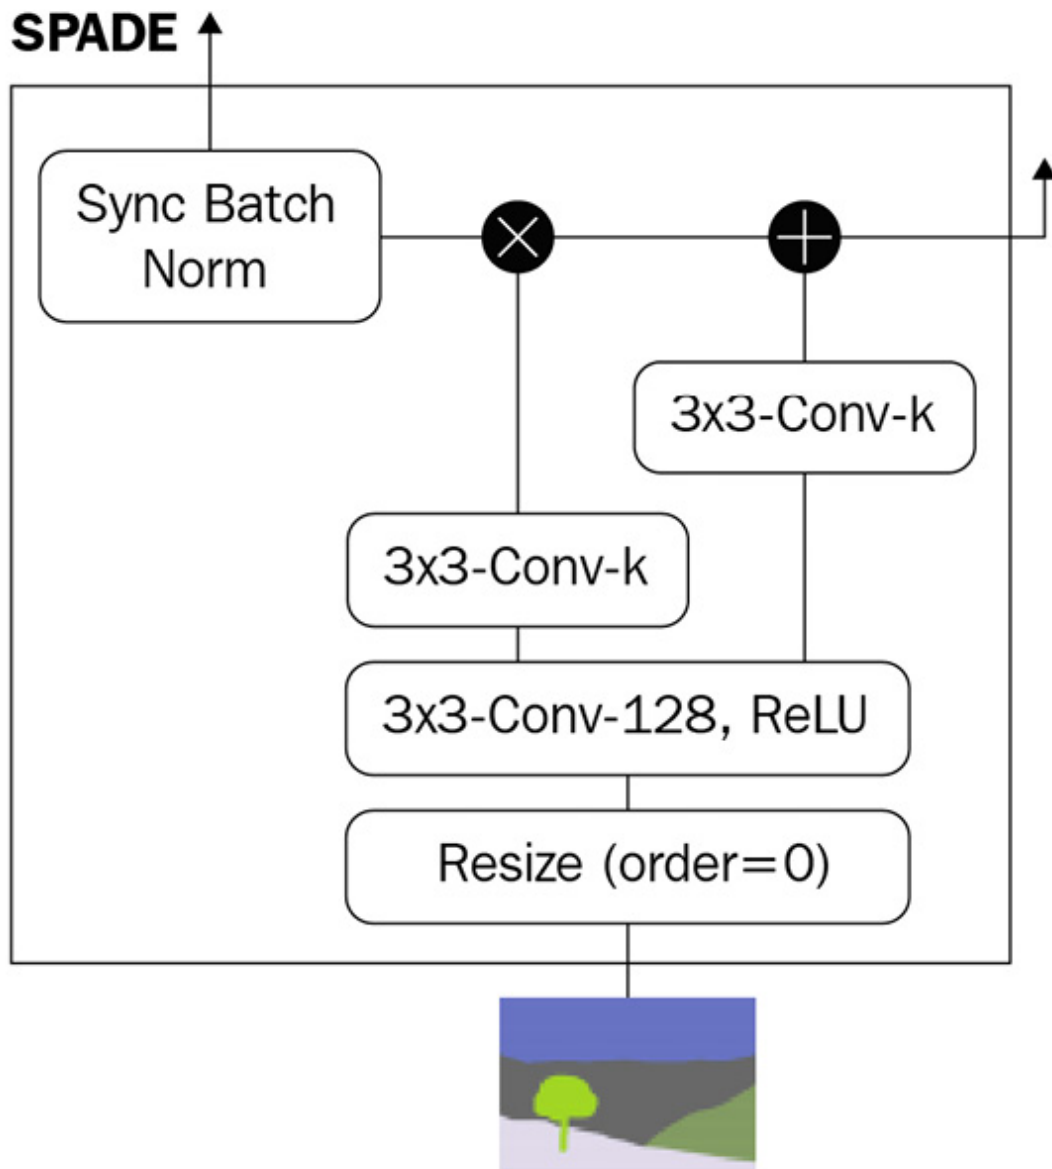 SPADE
Sync Batch
Norm
3x3-Conv-k
3x3-Conv-k
3x3-Conv-128, ReLU
Resize (order=0)